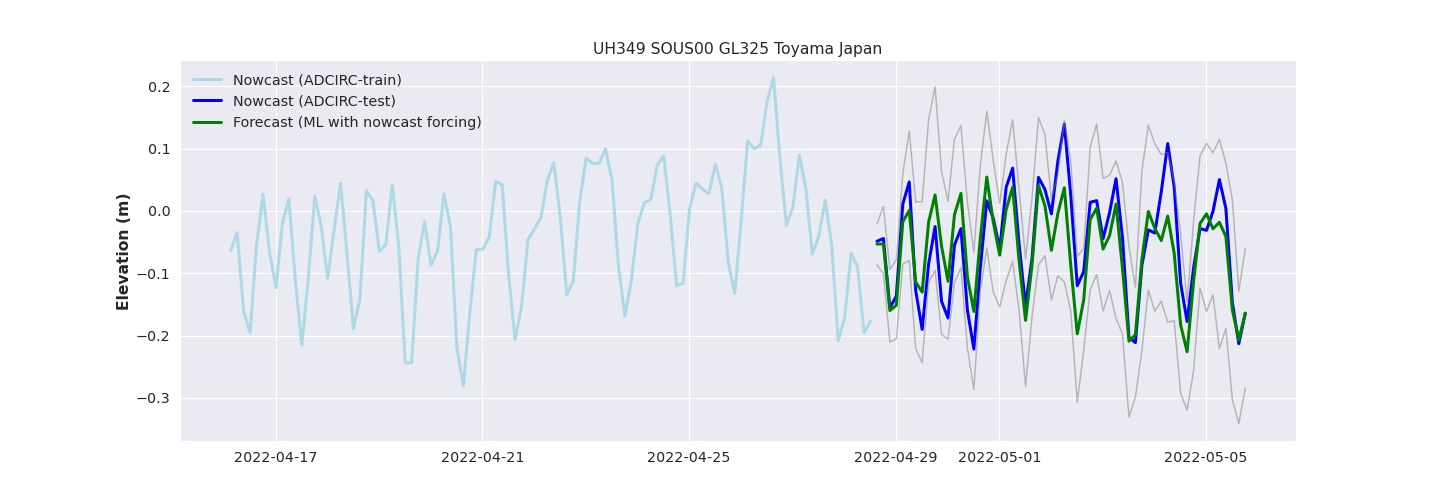 UH349 SOUS00 GL325 Toyama Japan
Nowcast (ADCIRC-train)
Nowcast (ADCIRC-test)
Forecast (ML with nowcast forcing)
Elevation (m)
0.2
0.1
0.0
−0.1
−0.2
−0.3
2022-04-17
2022-04-21
2022-04-25
2022-04-29
2022-05-01
2022-05-05